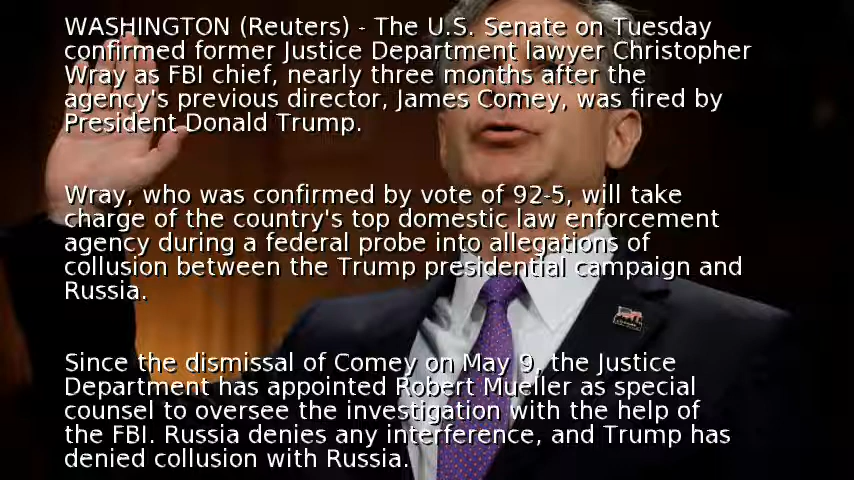 WASHINGTON (Reuters) - The U.S. Senate on Tuesday
confirmed former Justice Department lawyer Christopher
Wray as FBI chief, nearly three months after the
agency's previous director, James Comey, was fired by
President Donald Trump.
Wray, who was confirmed by vote of 92-5, will take
charge of the country's top domestic law enforcement
agency during a federal probe into allegations of
collusion between the Trump presidential campaign and
Russia.
Since the dismissal of Comey on May 9, the Justice
Department has appointed Robert Mueller as special
counsel to oversee the investigation with the help of
the FBI. Russia denies any interference, and Trump has
denied collusion with Russia.